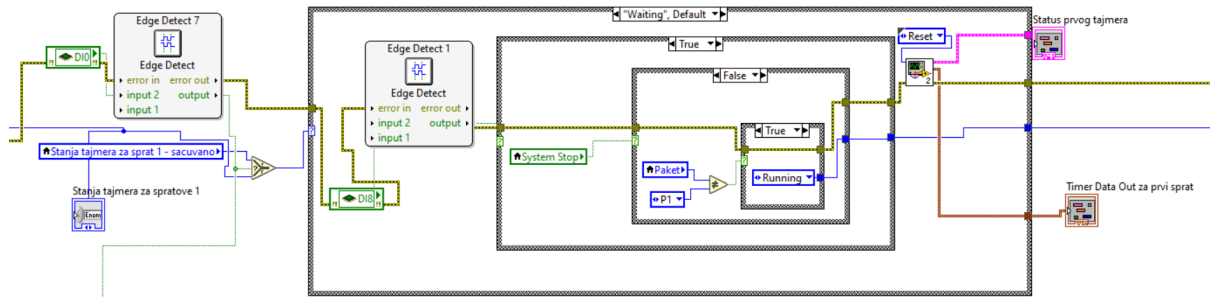 Edge Detect 7
Edge Detect
error in error out
input 2 output
input 1
DI0
Stanja tajmera za sprat 1 - sacuvano
Stanja tajmera za spratove 1
Enum
"Waiting", Default
Edge Detect 1
Edge Detect
error in error out
input 2 output
input 1
DI8
True
System Stop
False
Paket
P1
True
Running
Reset
2
Status prvog tajmera
Timer Data Out za prvi sprat